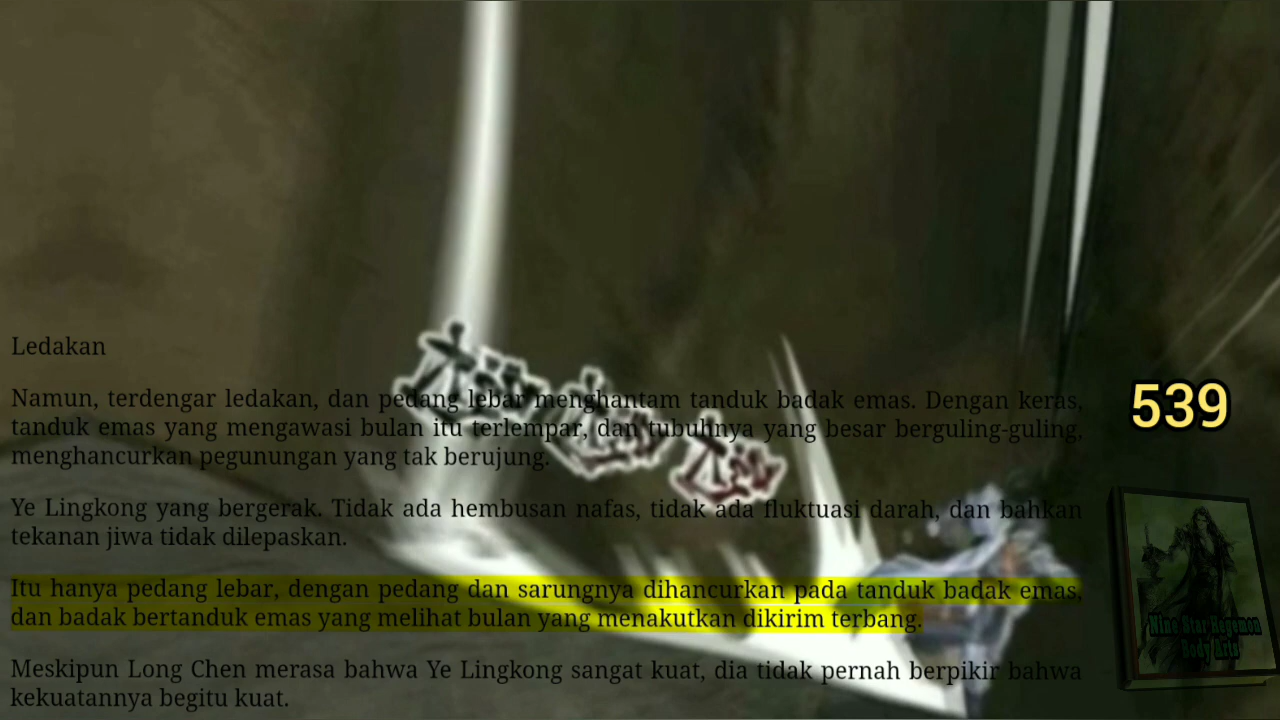 Ledakan
Namun, terdengar ledakan, dan pedang lebar menghantam tanduk badak emas. Dengan keras,
tanduk emas yang mengawasi bulan itu terlempar, dan tubuhnya yang besar berguling-guling,
menghancurkan pegunungan yang tak berujung.
Ye Lingkong yang bergerak. Tidak ada hembusan nafas, tidak ada fluktuasi darah, dan bahkan
tekanan jiwa tidak dilepaskan.
Itu hanya pedang lebar, dengan pedang dan sarungnya dihancurkan pada tanduk badak emas,
dan badak bertanduk emas yang melihat bulan yang menakutkan dikirim terbang.
Meskipun Long Chen merasa bahwa Ye Lingkong sangat kuat, dia tidak pernah berpikir bahwa
kekuatannya begitu kuat.
539
Nine Star Hegemon
Body Arts